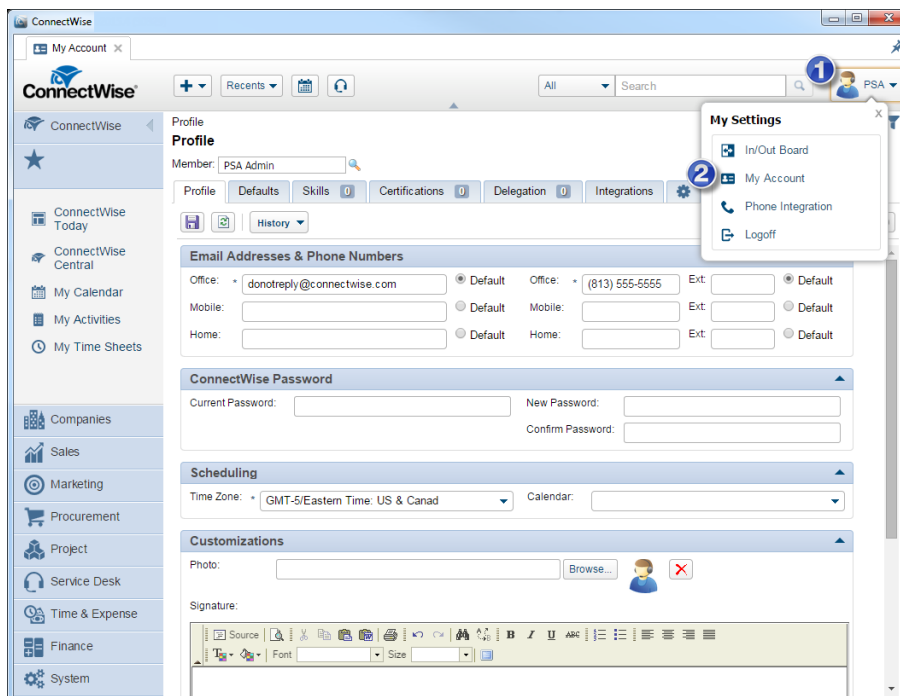 ConnectWise
My Account
ConnectWise®
Recents
All
Search
1
PSA
ConnectWise
ConnectWise
Today
ConnectWise
Central
My Calendar
My Activities
My Time Sheets
Companies
Sales
Marketing
Procurement
Project
Service Desk
Time & Expense
Finance
System
Profile
Profile
Member: PSA Admin
Profile Defaults Skills 0 Certifications 0 Delegation 0 Integrations
History
My Settings
X
In/Out Board
2
My Account
Phone Integration
Logoff
Email Addresses & Phone Numbers
Office: * donotreply@connectwise.com Default Office: * (813) 555-5555 Ext: Default
Mobile: Default Mobile: Ext: Default
Home: Default Home: Ext: Default
ConnectWise Password
Current Password: New Password:
Confirm Password:
Scheduling
Time Zone: * GMT-5/Eastern Time: US & Canad Calendar:
Customizations
Photo: Browse...
Signature:
Source B I U ABC
Font Size